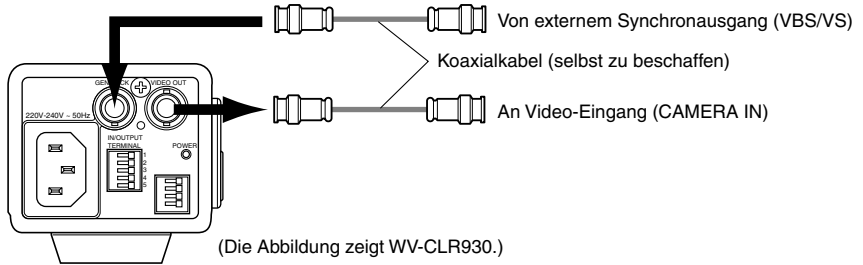 Von externem Synchronausgang (VBS/VS)
Koaxialkabel (selbst zu beschaffen)
An Video-Eingang (CAMERA IN)
VIDEO OUT
220V-240V ~ 50Hz
IN/OUTPUT
TERMINAL
1
2
3
4
5
POWER
(Die Abbildung zeigt WV-CLR930.)